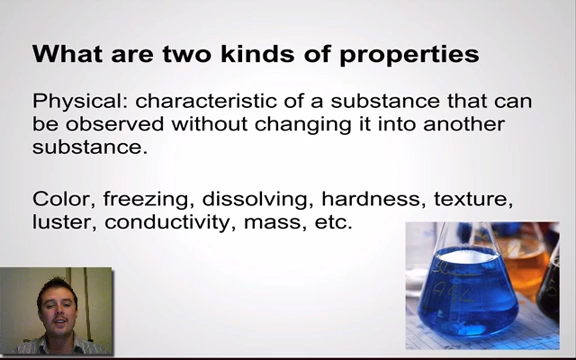 What are two kinds of properties
Physical: characteristic of a substance that can
be observed without changing it into another
substance.
Color, freezing, dissolving, hardness, texture,
luster, conductivity, mass, etc.